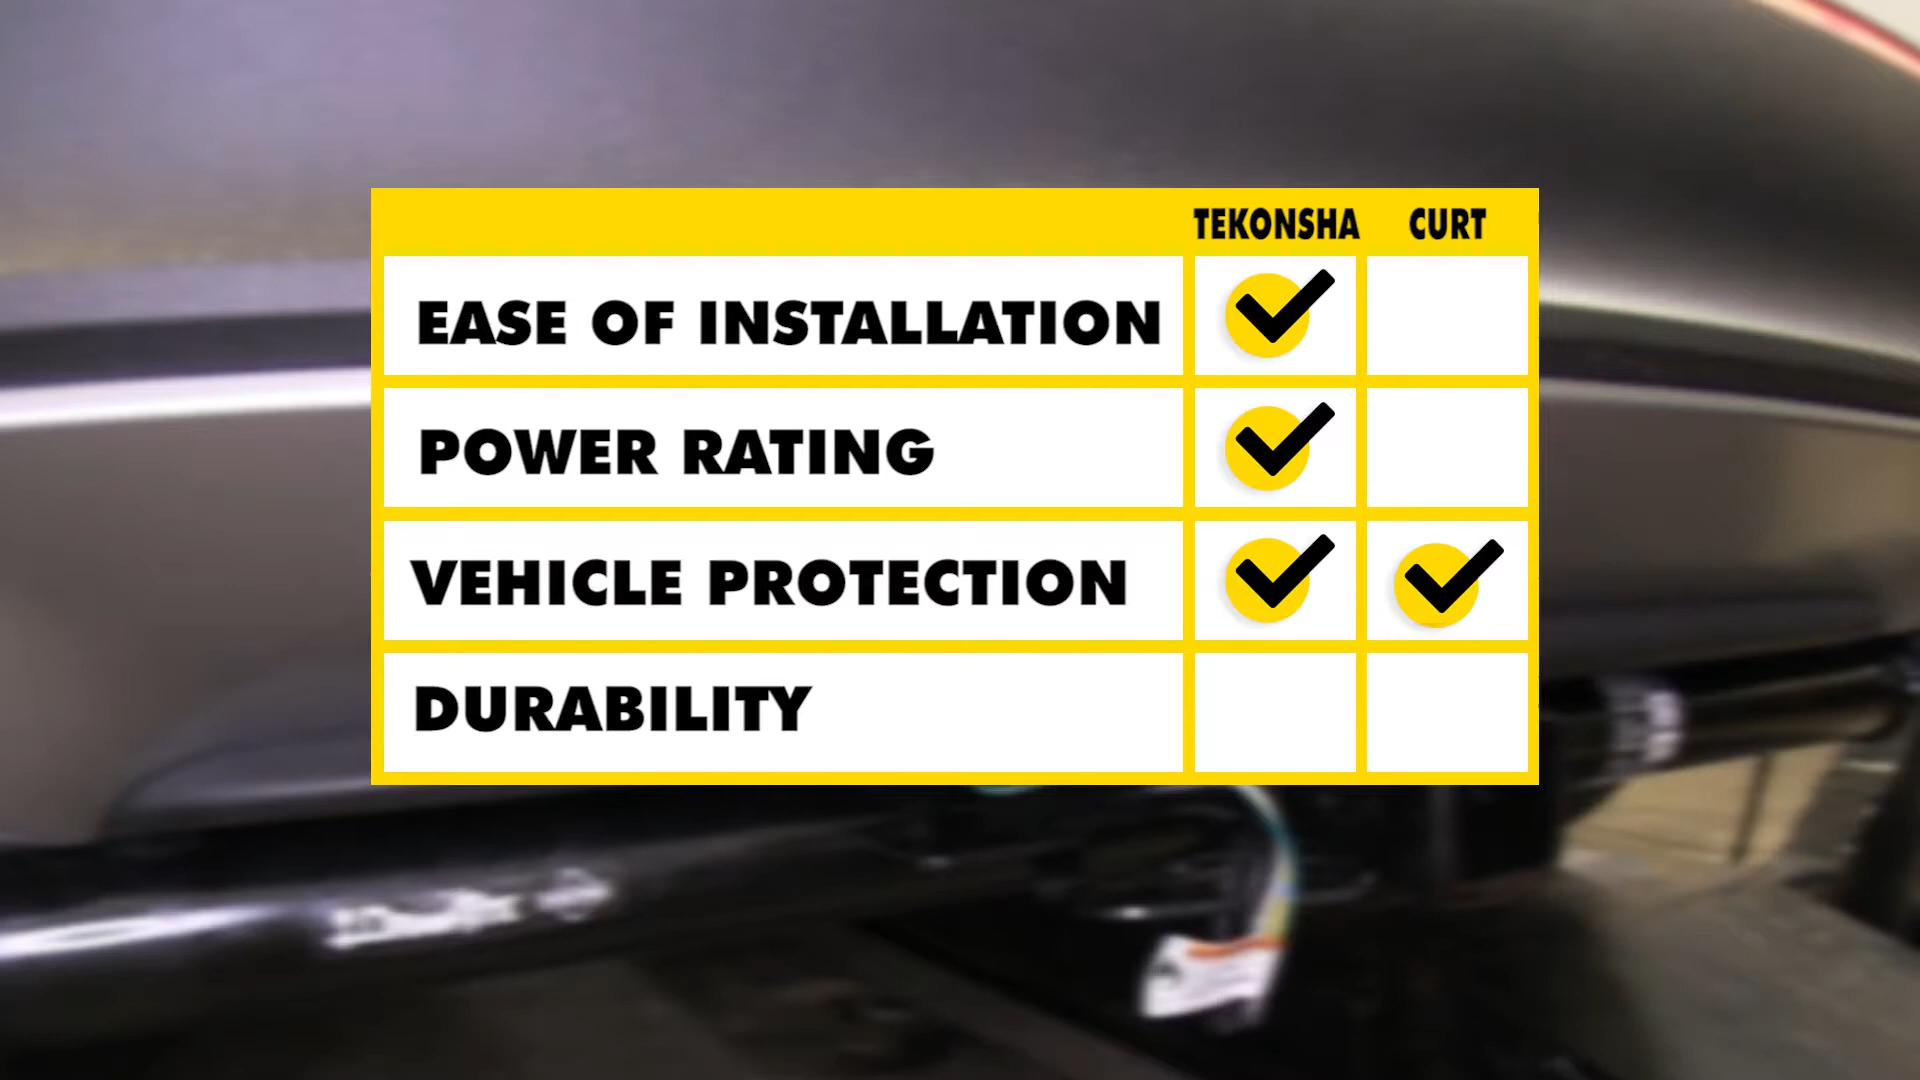 TEKONSHA CURT
EASE OF INSTALLATION
POWER RATING
VEHICLE PROTECTION
DURABILITY